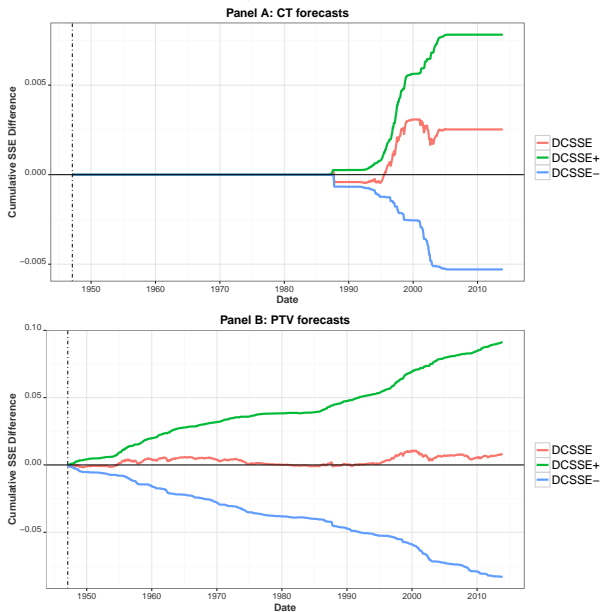 Panel A: CT forecasts
Cumulative SSE Difference
0.005
0.000
−0.005
1950 1960 1970 1980 1990 2000 2010
Date
DCSSE
DCSSE+
DCSSE−
Panel B: PTV forecasts
Cumulative SSE Difference
0.10
0.05
0.00
−0.05
1950 1960 1970 1980 1990 2000 2010
Date
DCSSE
DCSSE+
DCSSE−